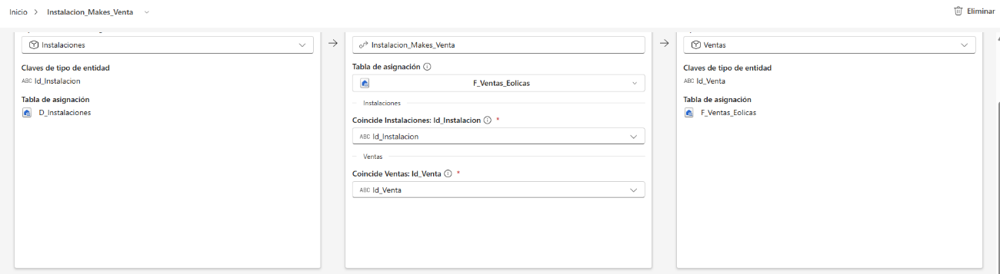 Inicio > Instalacion_Makes_Venta
Eliminar
Instalaciones
Claves de tipo de entidad
ABC Id_Instalacion
Tabla de asignación
D_Instalaciones
Instalacion_Makes_Venta
Tabla de asignación
F_Ventas_Eolicas
Instalaciones
Coincide Instalaciones: Id_Instalacion *
ABC Id_Instalacion
Ventas
Coincide Ventas: Id_Venta *
ABC Id_Venta
Ventas
Claves de tipo de entidad
ABC Id_Venta
Tabla de asignación
F_Ventas_Eolicas